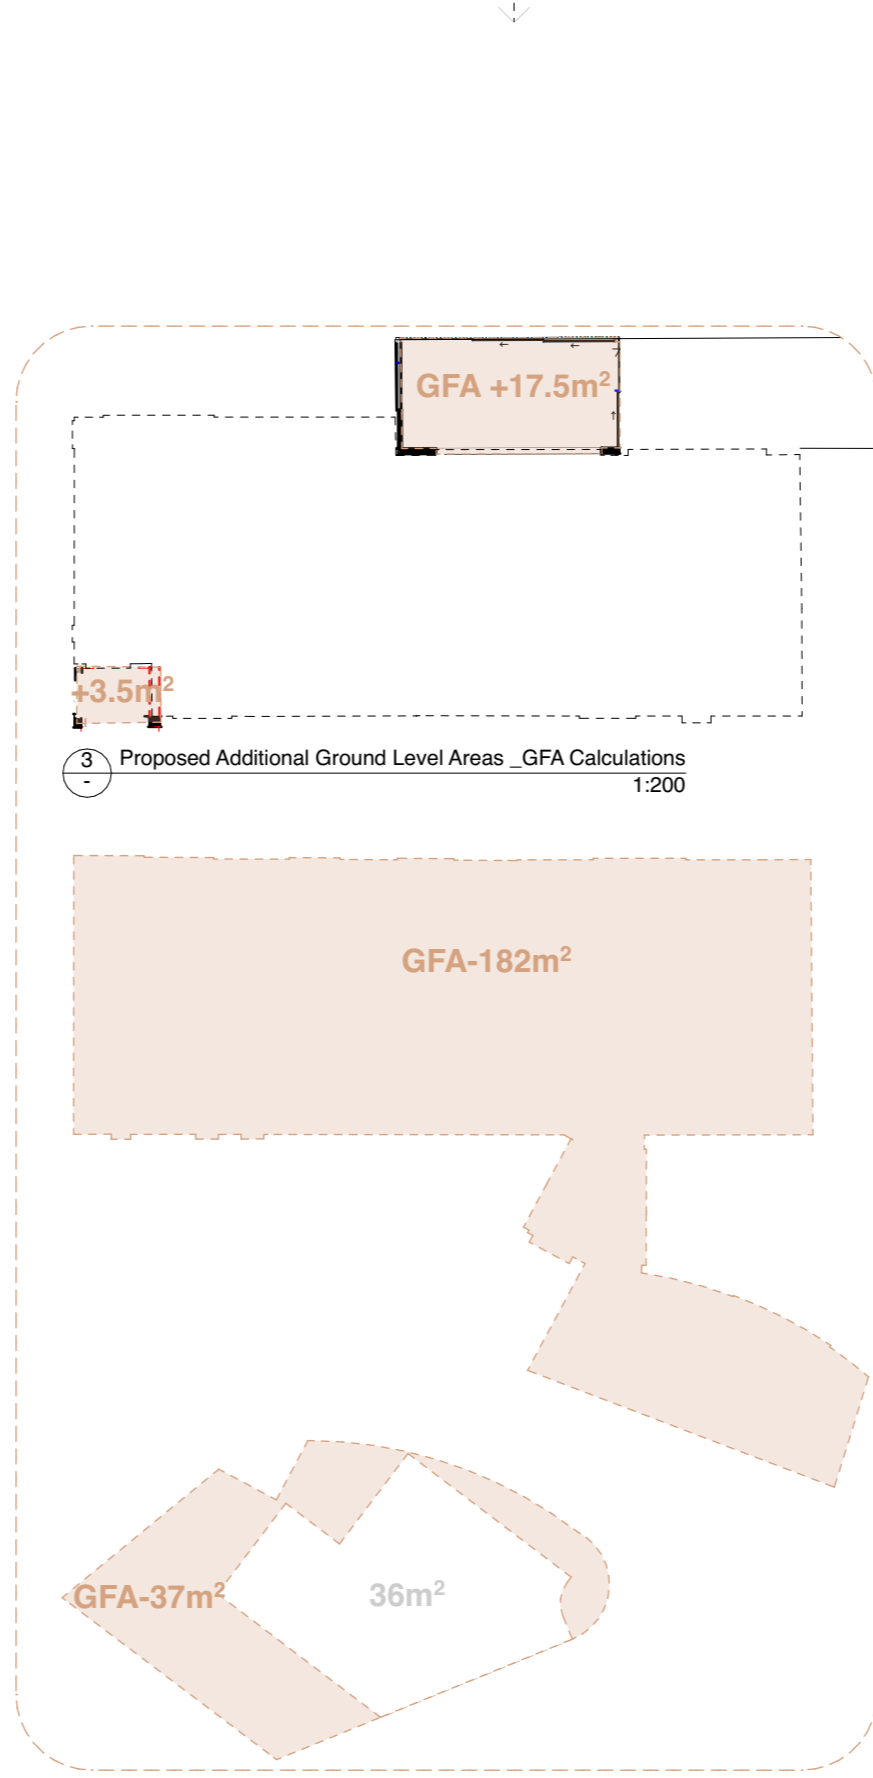 GFA +17.5m²
+3.5m²
3
-
Proposed Additional Ground Level Areas _GFA Calculations
1:200
GFA-182m²
GFA-37m²
36m²